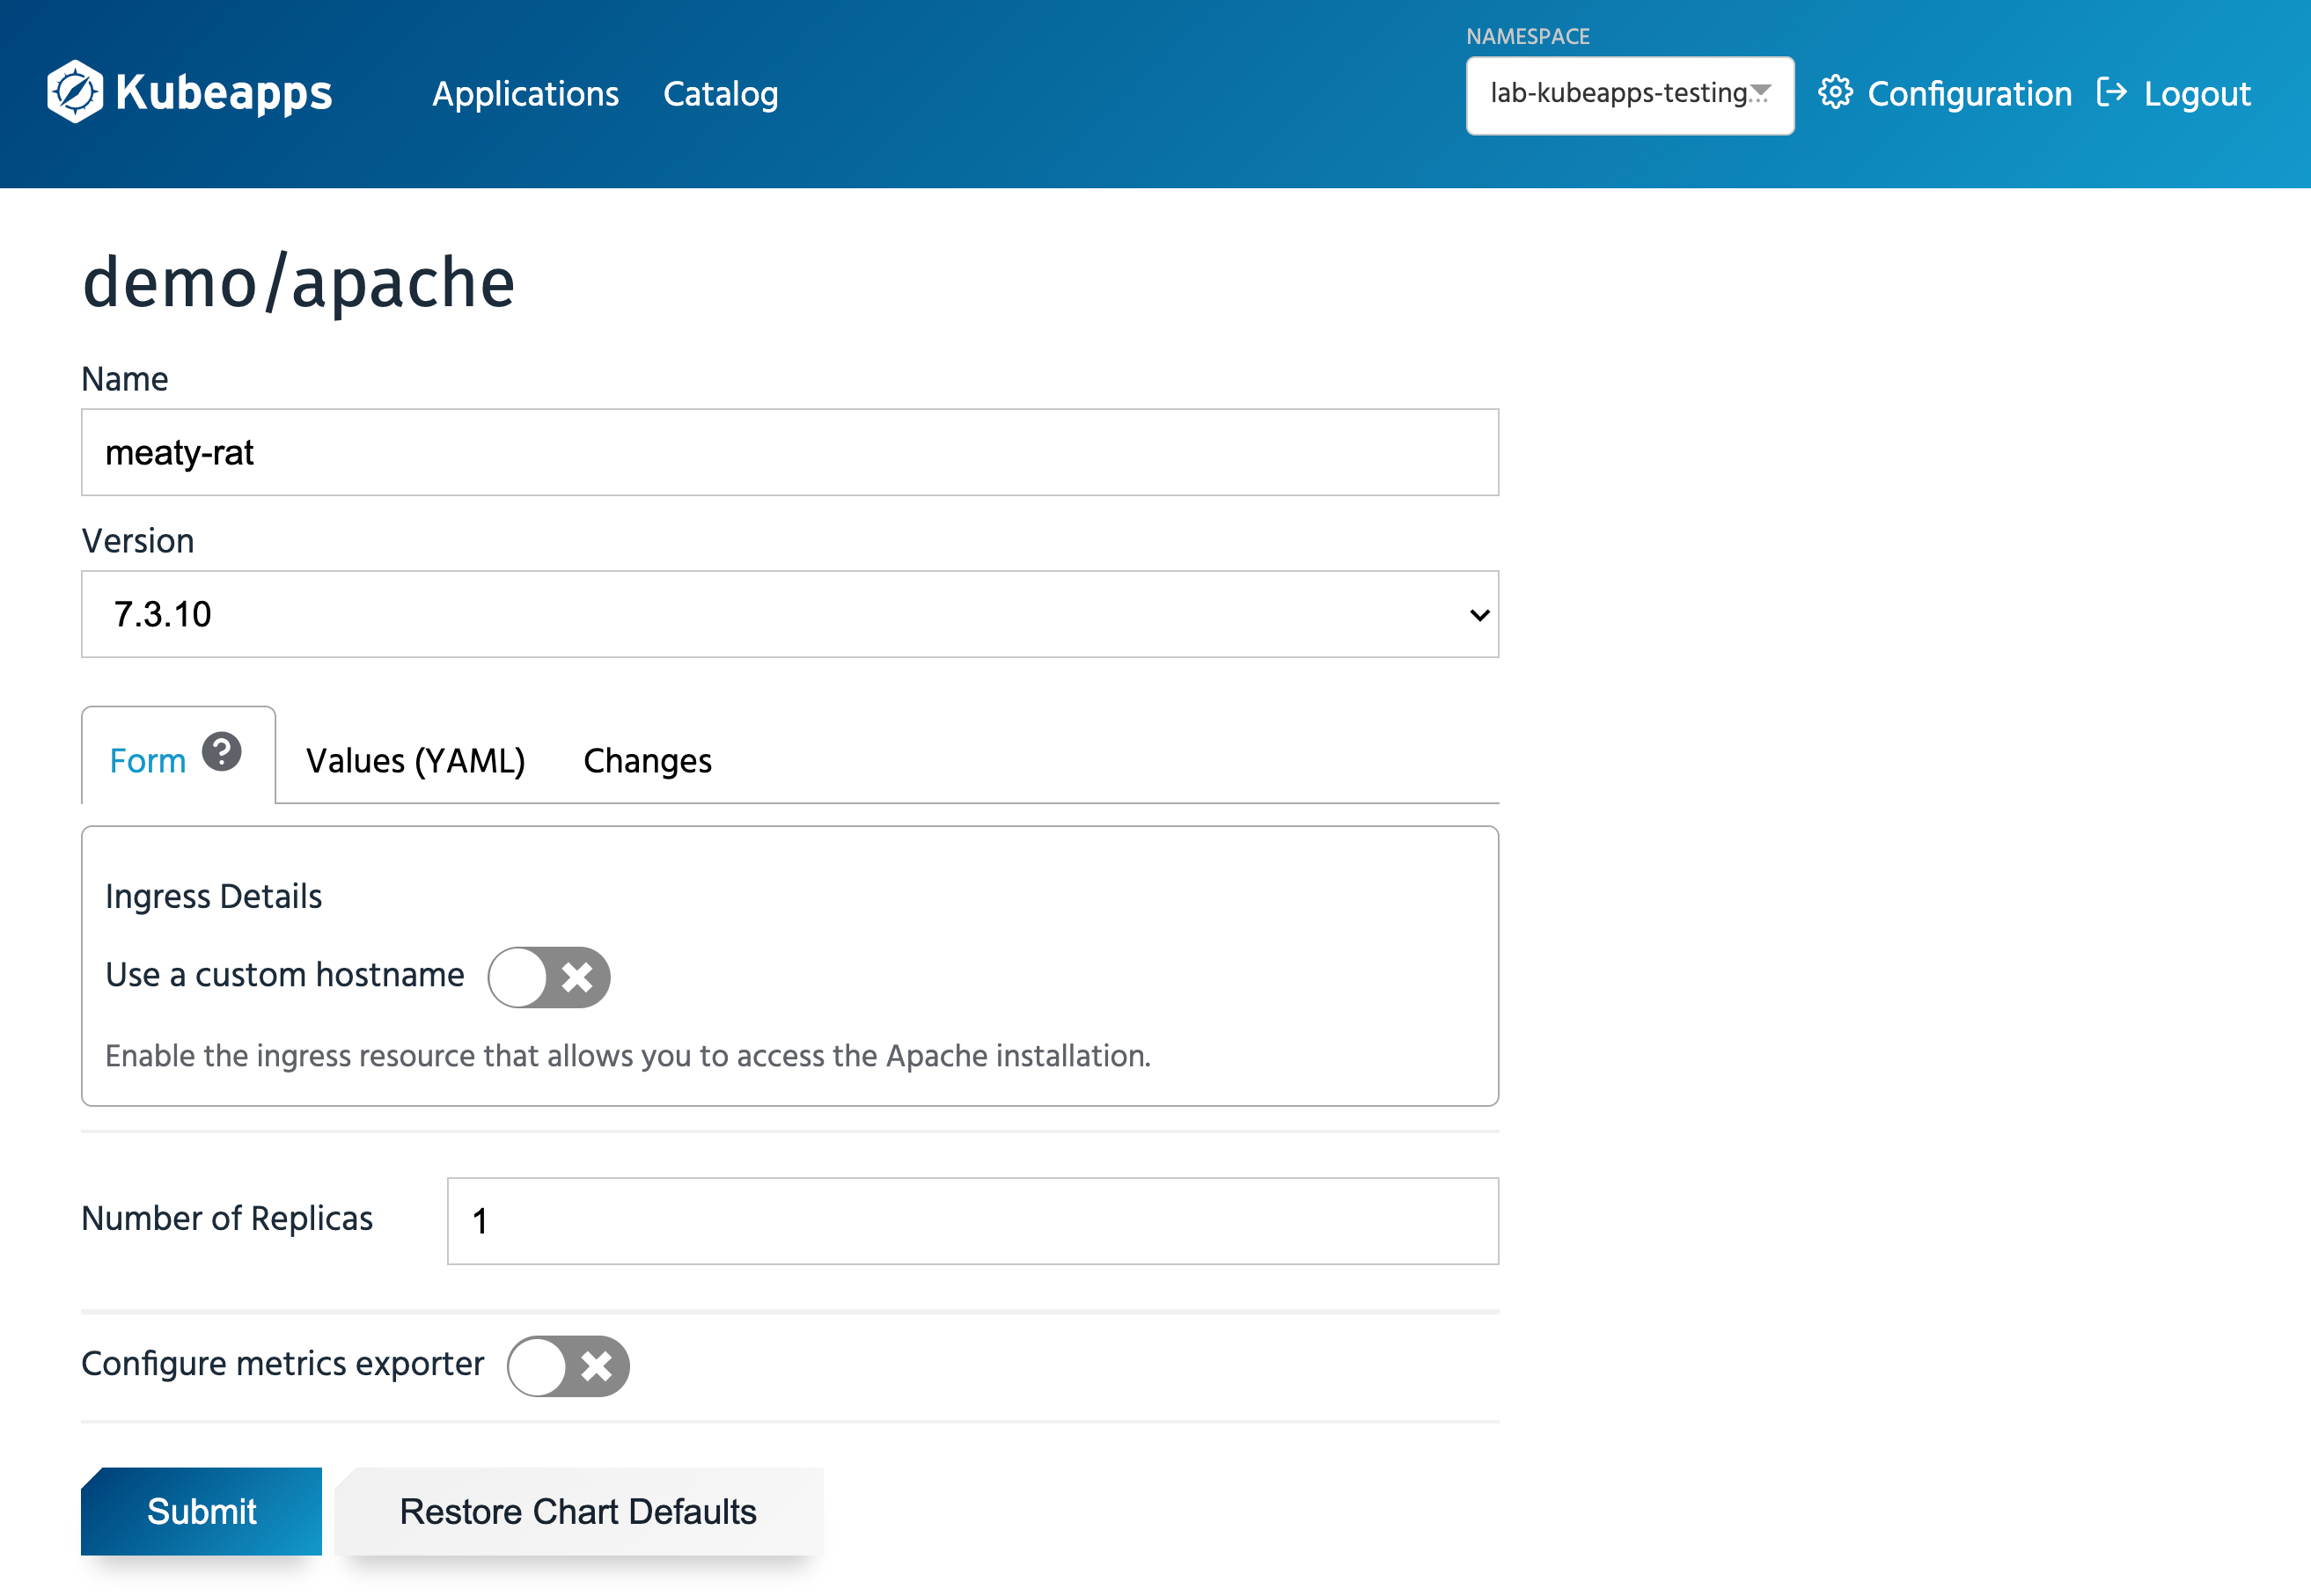 NAMESPACE
Kubeapps Applications Catalog lab-kubeapps-testing... Configuration Logout
demo/apache
Name
meaty-rat
Version
7.3.10
Form ? Values (YAML) Changes
Ingress Details
Use a custom hostname
Enable the ingress resource that allows you to access the Apache installation.
Number of Replicas 1
Configure metrics exporter
Submit Restore Chart Defaults